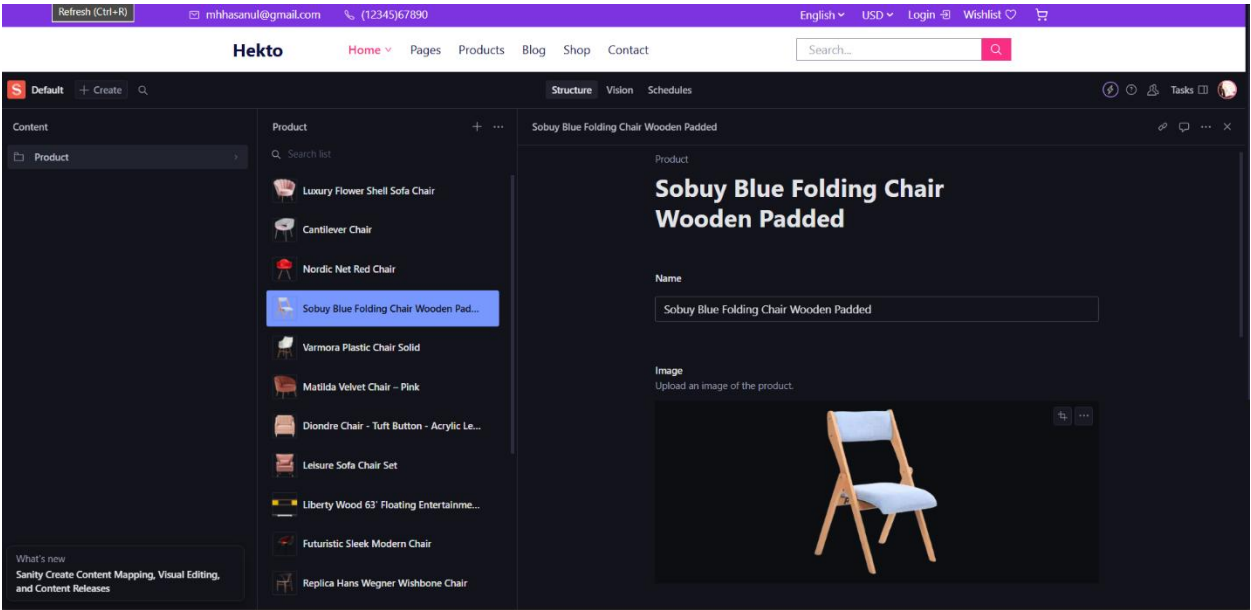 Refresh (Ctrl+R)
mhhasanul@gmail.com (12345)67890 English USD Login Wishlist
Hekto Home Pages Products Blog Shop Contact Search...
S Default + Create Structure Vision Schedules Tasks
Content
Product
Product
Search list
Luxury Flower Shell Sofa Chair
Cantilever Chair
Nordic Net Red Chair
Sobuy Blue Folding Chair Wooden Pad...
Varmora Plastic Chair Solid
Matilda Velvet Chair – Pink
Diondre Chair - Tuft Button - Acrylic Le...
Leisure Sofa Chair Set
Liberty Wood 63' Floating Entertainme...
Futuristic Sleek Modern Chair
Replica Hans Wegner Wishbone Chair
Sobuy Blue Folding Chair Wooden Padded
Product
Sobuy Blue Folding Chair
Wooden Padded
Name
Sobuy Blue Folding Chair Wooden Padded
Image
Upload an image of the product.
What's new
Sanity Create Content Mapping, Visual Editing,
and Content Releases